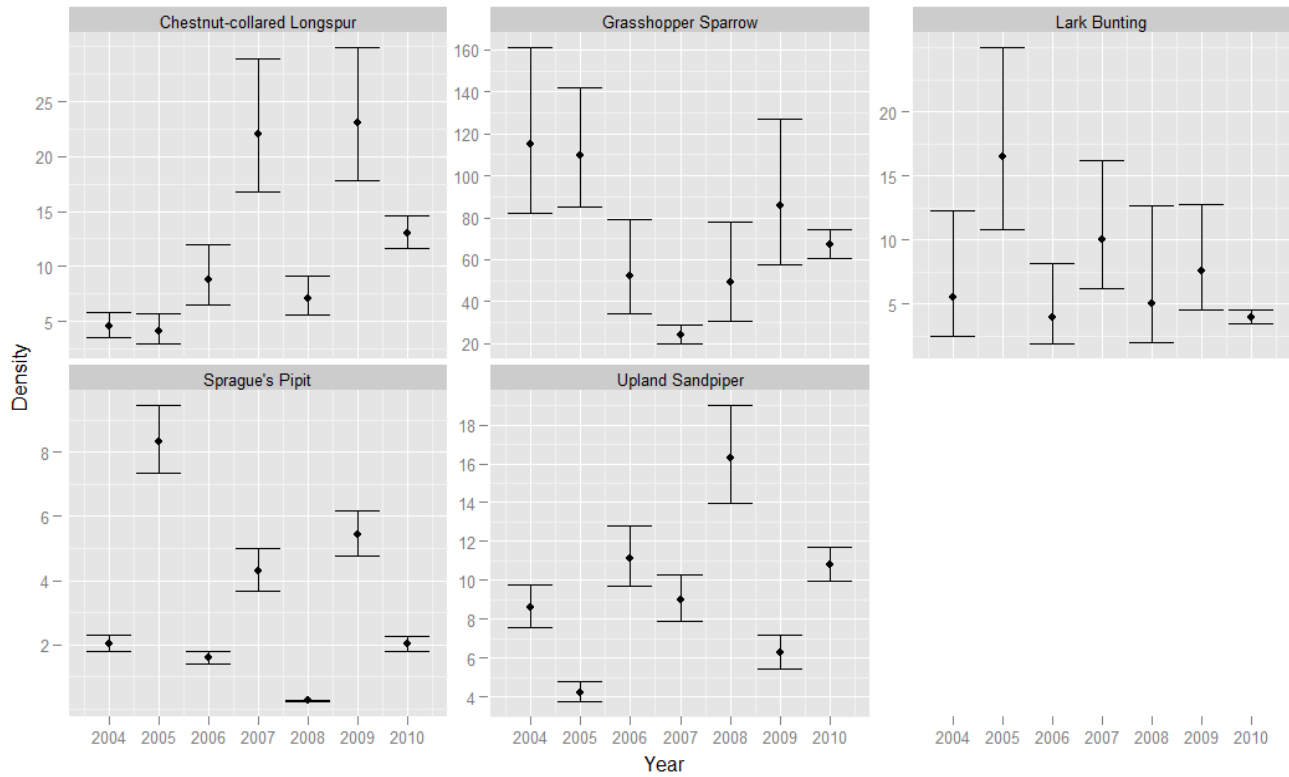 Chestnut-collared Longspur
Grasshopper Sparrow
Lark Bunting
25
20
15
10
5
160
140
120
100
80
60
40
20
20
15
10
5
Density
Sprague's Pipit
Upland Sandpiper
8
6
4
2
18
16
14
12
10
8
6
4
2004 2005 2006 2007 2008 2009 2010
2004 2005 2006 2007 2008 2009 2010
2004 2005 2006 2007 2008 2009 2010
Year